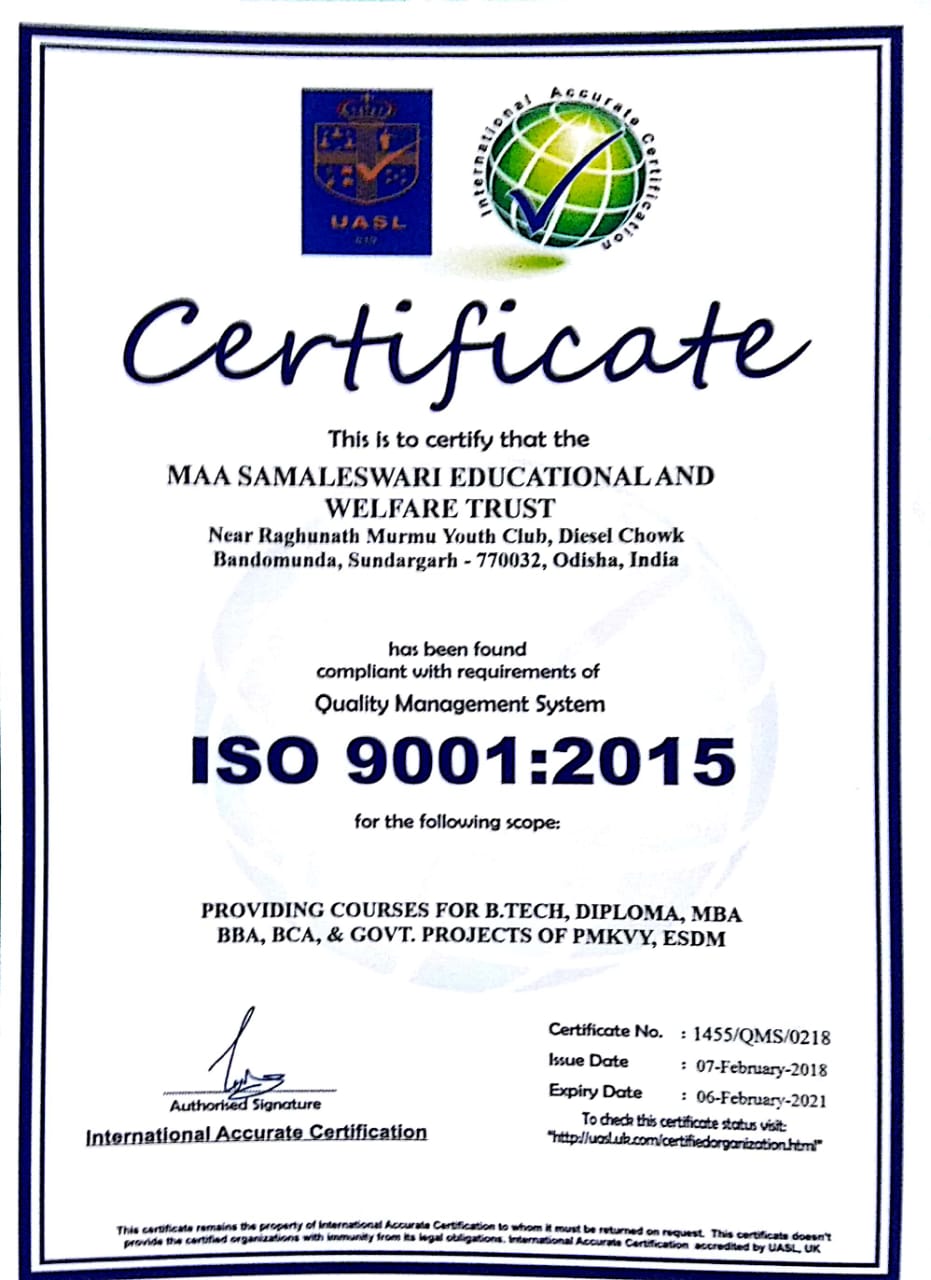 International Accurate Certification
UASL
Certificate
This is to certify that the
MAA SAMALESWARI EDUCATIONAL AND
WELFARE TRUST
Near Raghunath Murmu Youth Club, Diesel Chowk
Bandomunda, Sundargarh - 770032, Odisha, India
has been found
compliant with requirements of
Quality Management System
ISO 9001:2015
for the following scope:
PROVIDING COURSES FOR B.TECH, DIPLOMA, MBA
BBA, BCA, & GOVT. PROJECTS OF PMKVY, ESDM
Certificate No. : 1455/QMS/0218
Issue Date : 07-February-2018
Expiry Date : 06-February-2021
To check this certificate status visit:
"http://uasl.uk.com/certifiedorganization.html"
Authorised Signature
International Accurate Certification
This certificate remains the property of International Accurate Certification to whom it must be returned on request. This certificate doesn't
provide the certified organizations with immunity from its legal obligations. International Accurate Certification accredited by UASL, UK